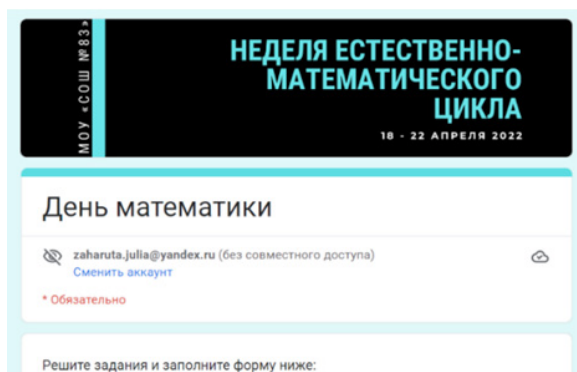 МОУ «СОШ №83»
НЕДЕЛЯ ЕСТЕСТВЕННО-
МАТЕМАТИЧЕСКОГО
ЦИКЛА
18 - 22 АПРЕЛЯ 2022
День математики
zaharuta.julia@yandex.ru (без совместного доступа)
Сменить аккаунт
* Обязательно
Решите задания и заполните форму ниже: